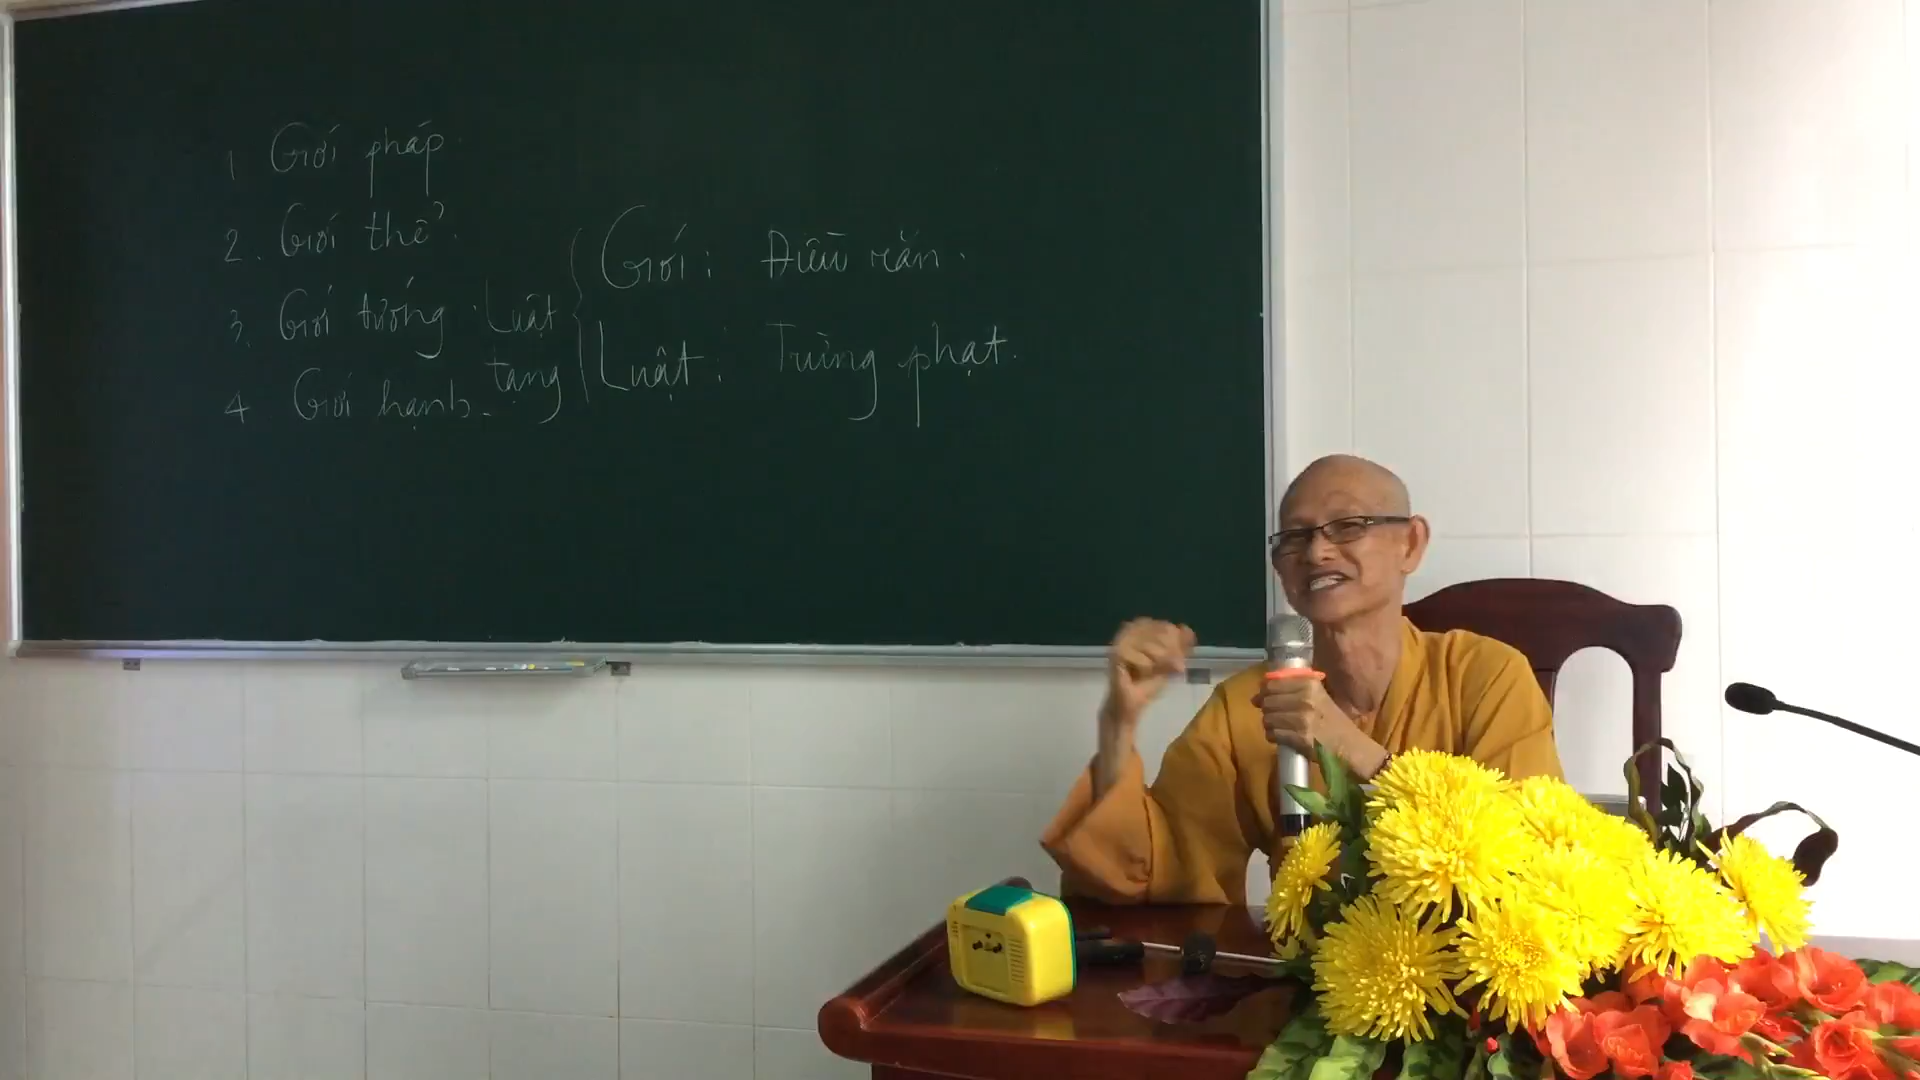 1 Giới pháp.
2. Giới thể.
3. Giới tướng.
4 Giới hạnh.
Luật tạng
Giới: Điều răn.
Luật: Trừng phạt.